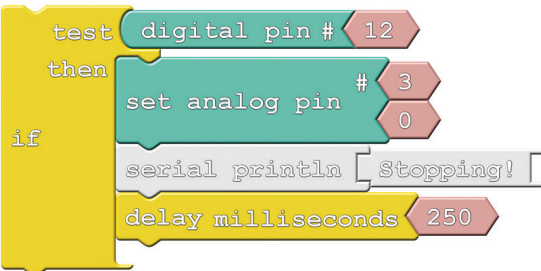 test digital pin # 12
then
set analog pin # 3
0
if
serial println Stopping!
delay milliseconds 250